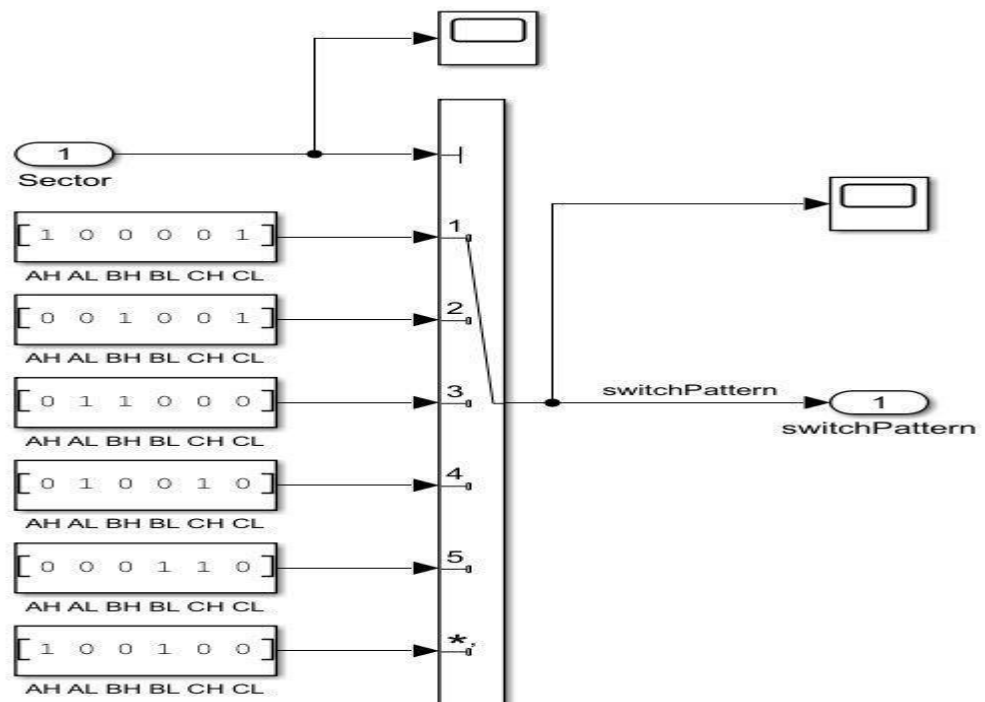 1
Sector
[1 0 0 0 0 1]
AH AL BH BL CH CL
1
[0 0 1 0 0 1]
AH AL BH BL CH CL
2
[0 1 1 0 0 0]
AH AL BH BL CH CL
3
switchPattern
1
switchPattern
[0 1 0 0 1 0]
AH AL BH BL CH CL
4
[0 0 0 1 1 0]
AH AL BH BL CH CL
5
[1 0 0 1 0 0]
AH AL BH BL CH CL
*,